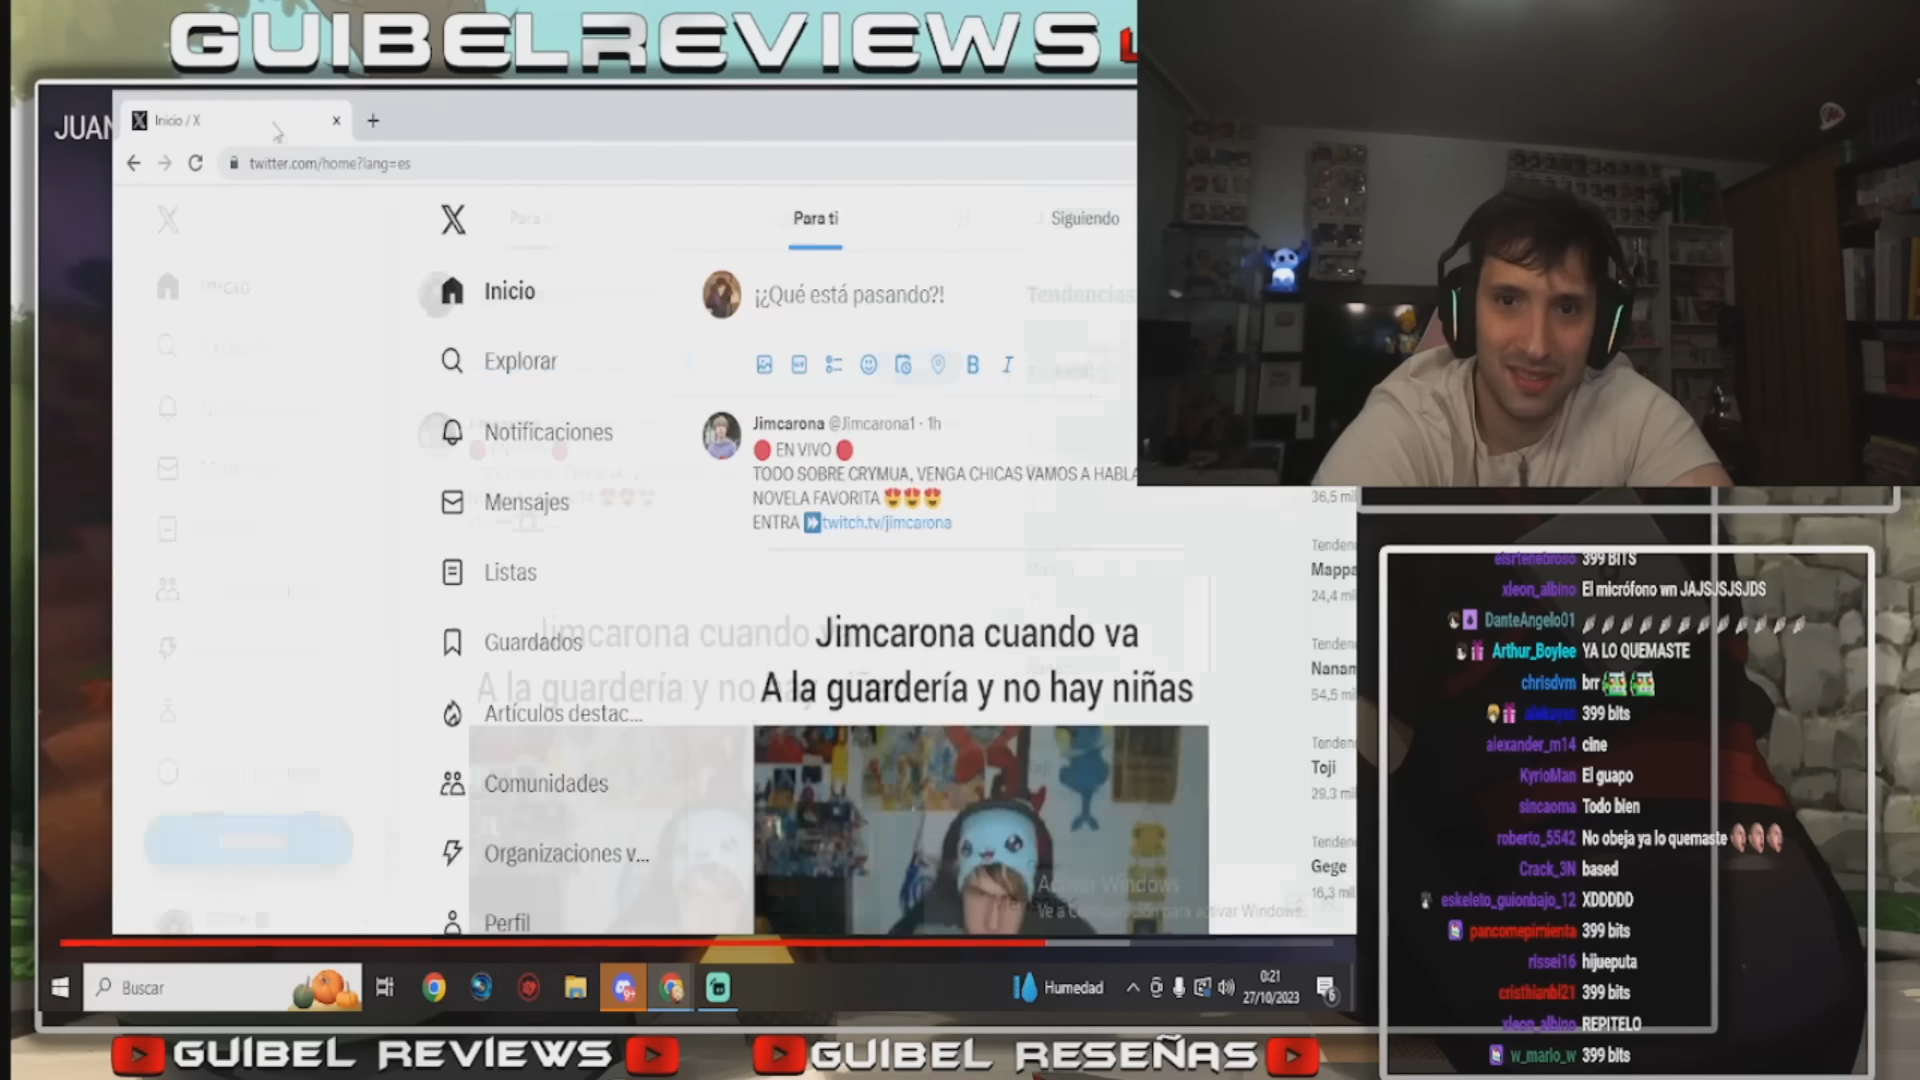 GUIBELREVIEWS
JUAN
Inicio / X
twitter.com/home?lang=es
Para ti
Siguiendo
Inicio
¡¿Qué está pasando?!
Tendencias
Explorar
B I
Notificaciones
Jimcarona @Jimcarona1 · 1h
EN VIVO
TODO SOBRE CRYMUA, VENGA CHICAS VAMOS A HABLA
NOVELA FAVORITA 😍😍😍
ENTRA ⏩twitch.tv/jimcarona
Mensajes
Listas
Guardados
Artículos destac...
Comunidades
Organizaciones v...
Perfil
Jimcarona cuando va
A la guardería y no hay niñas
36,5 mil
Tenden
Mappa
24,4 mil
Tenden
Nanam
54,5 mil
Tenden
Toji
29,3 mil
Tenden
Gege
16,3 mil
Activar Windows
Ve a Configuración para activar Windows.
elsrtenebroso 399 BITS
xleon_albino El micrófono wn JAJSJSJSJDS
DanteAngelo01
Arthur_Boylee YA LO QUEMASTE
chrisdvm brr
399 bits
alexander_m14 cine
KyrioMan El guapo
sincaoma Todo bien
roberto_5542 No obeja ya lo quemaste
Crack_3N based
eskeleto_guionbajo_12 XDDDDD
pancomepimienta 399 bits
rissei16 hijueputa
cristhianbl21 399 bits
xleon_albino REPITELO
w_mario_w 399 bits
Buscar
Humedad
0:21
27/10/2023
6
GUIBEL REVIEWS
GUIBEL RESEÑAS